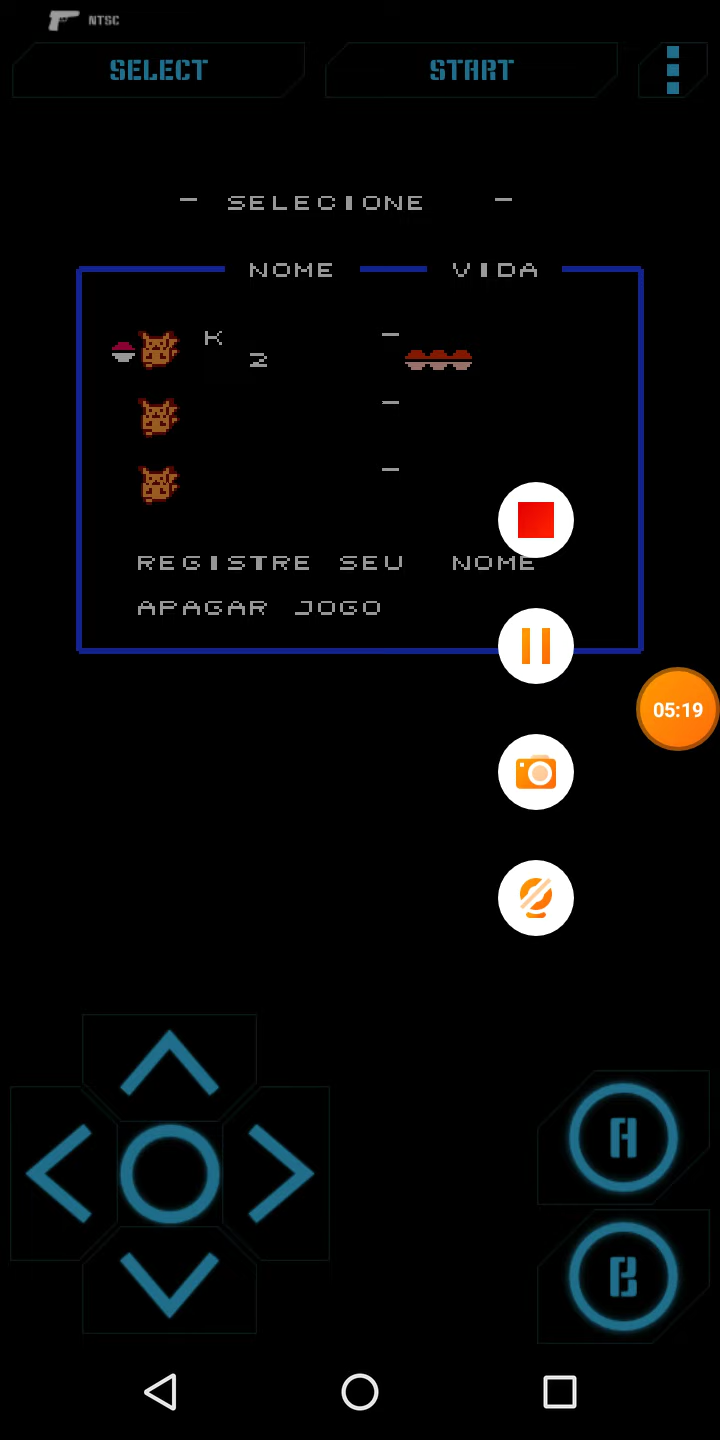 NTSC
SELECT START
- SELECIONE -
NOME VIDA
K -
2
-
-
REGISTRE SEU NOME
APAGAR JOGO
05:19
A
B